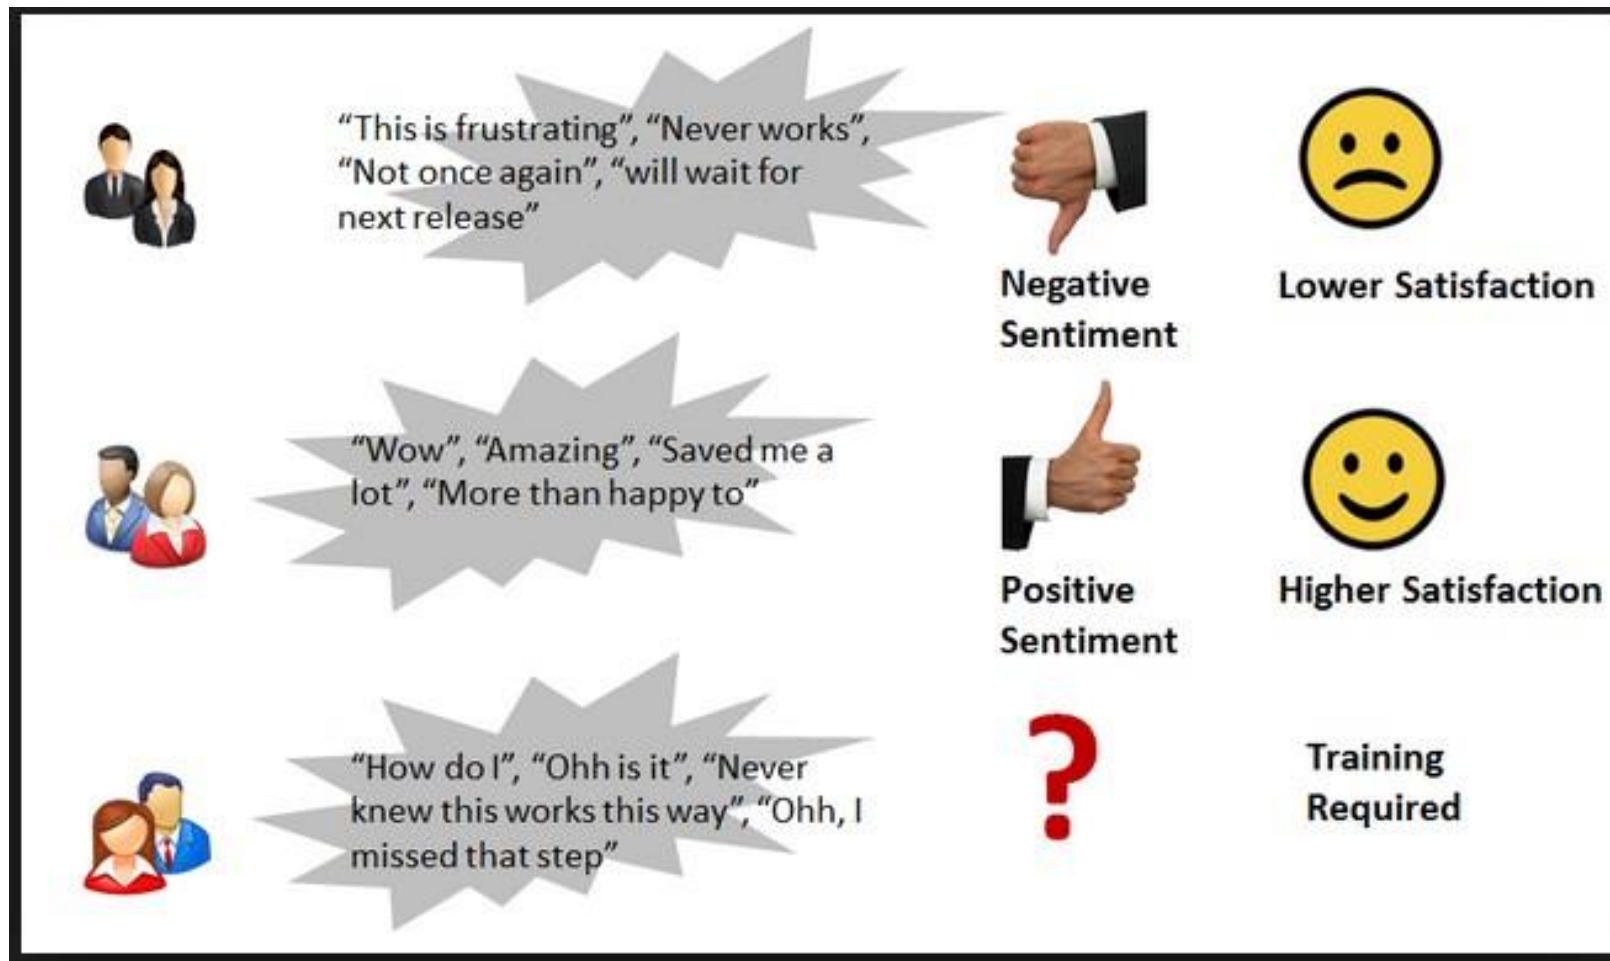 “This is frustrating”, “Never works”,
“Not once again”, “will wait for
next release”
Negative
Sentiment
Lower Satisfaction
“Wow”, “Amazing”, “Saved me a
lot”, “More than happy to”
Positive
Sentiment
Higher Satisfaction
“How do I”, “Ohh is it”, “Never
knew this works this way”, “Ohh, I
missed that step”
?
Training
Required